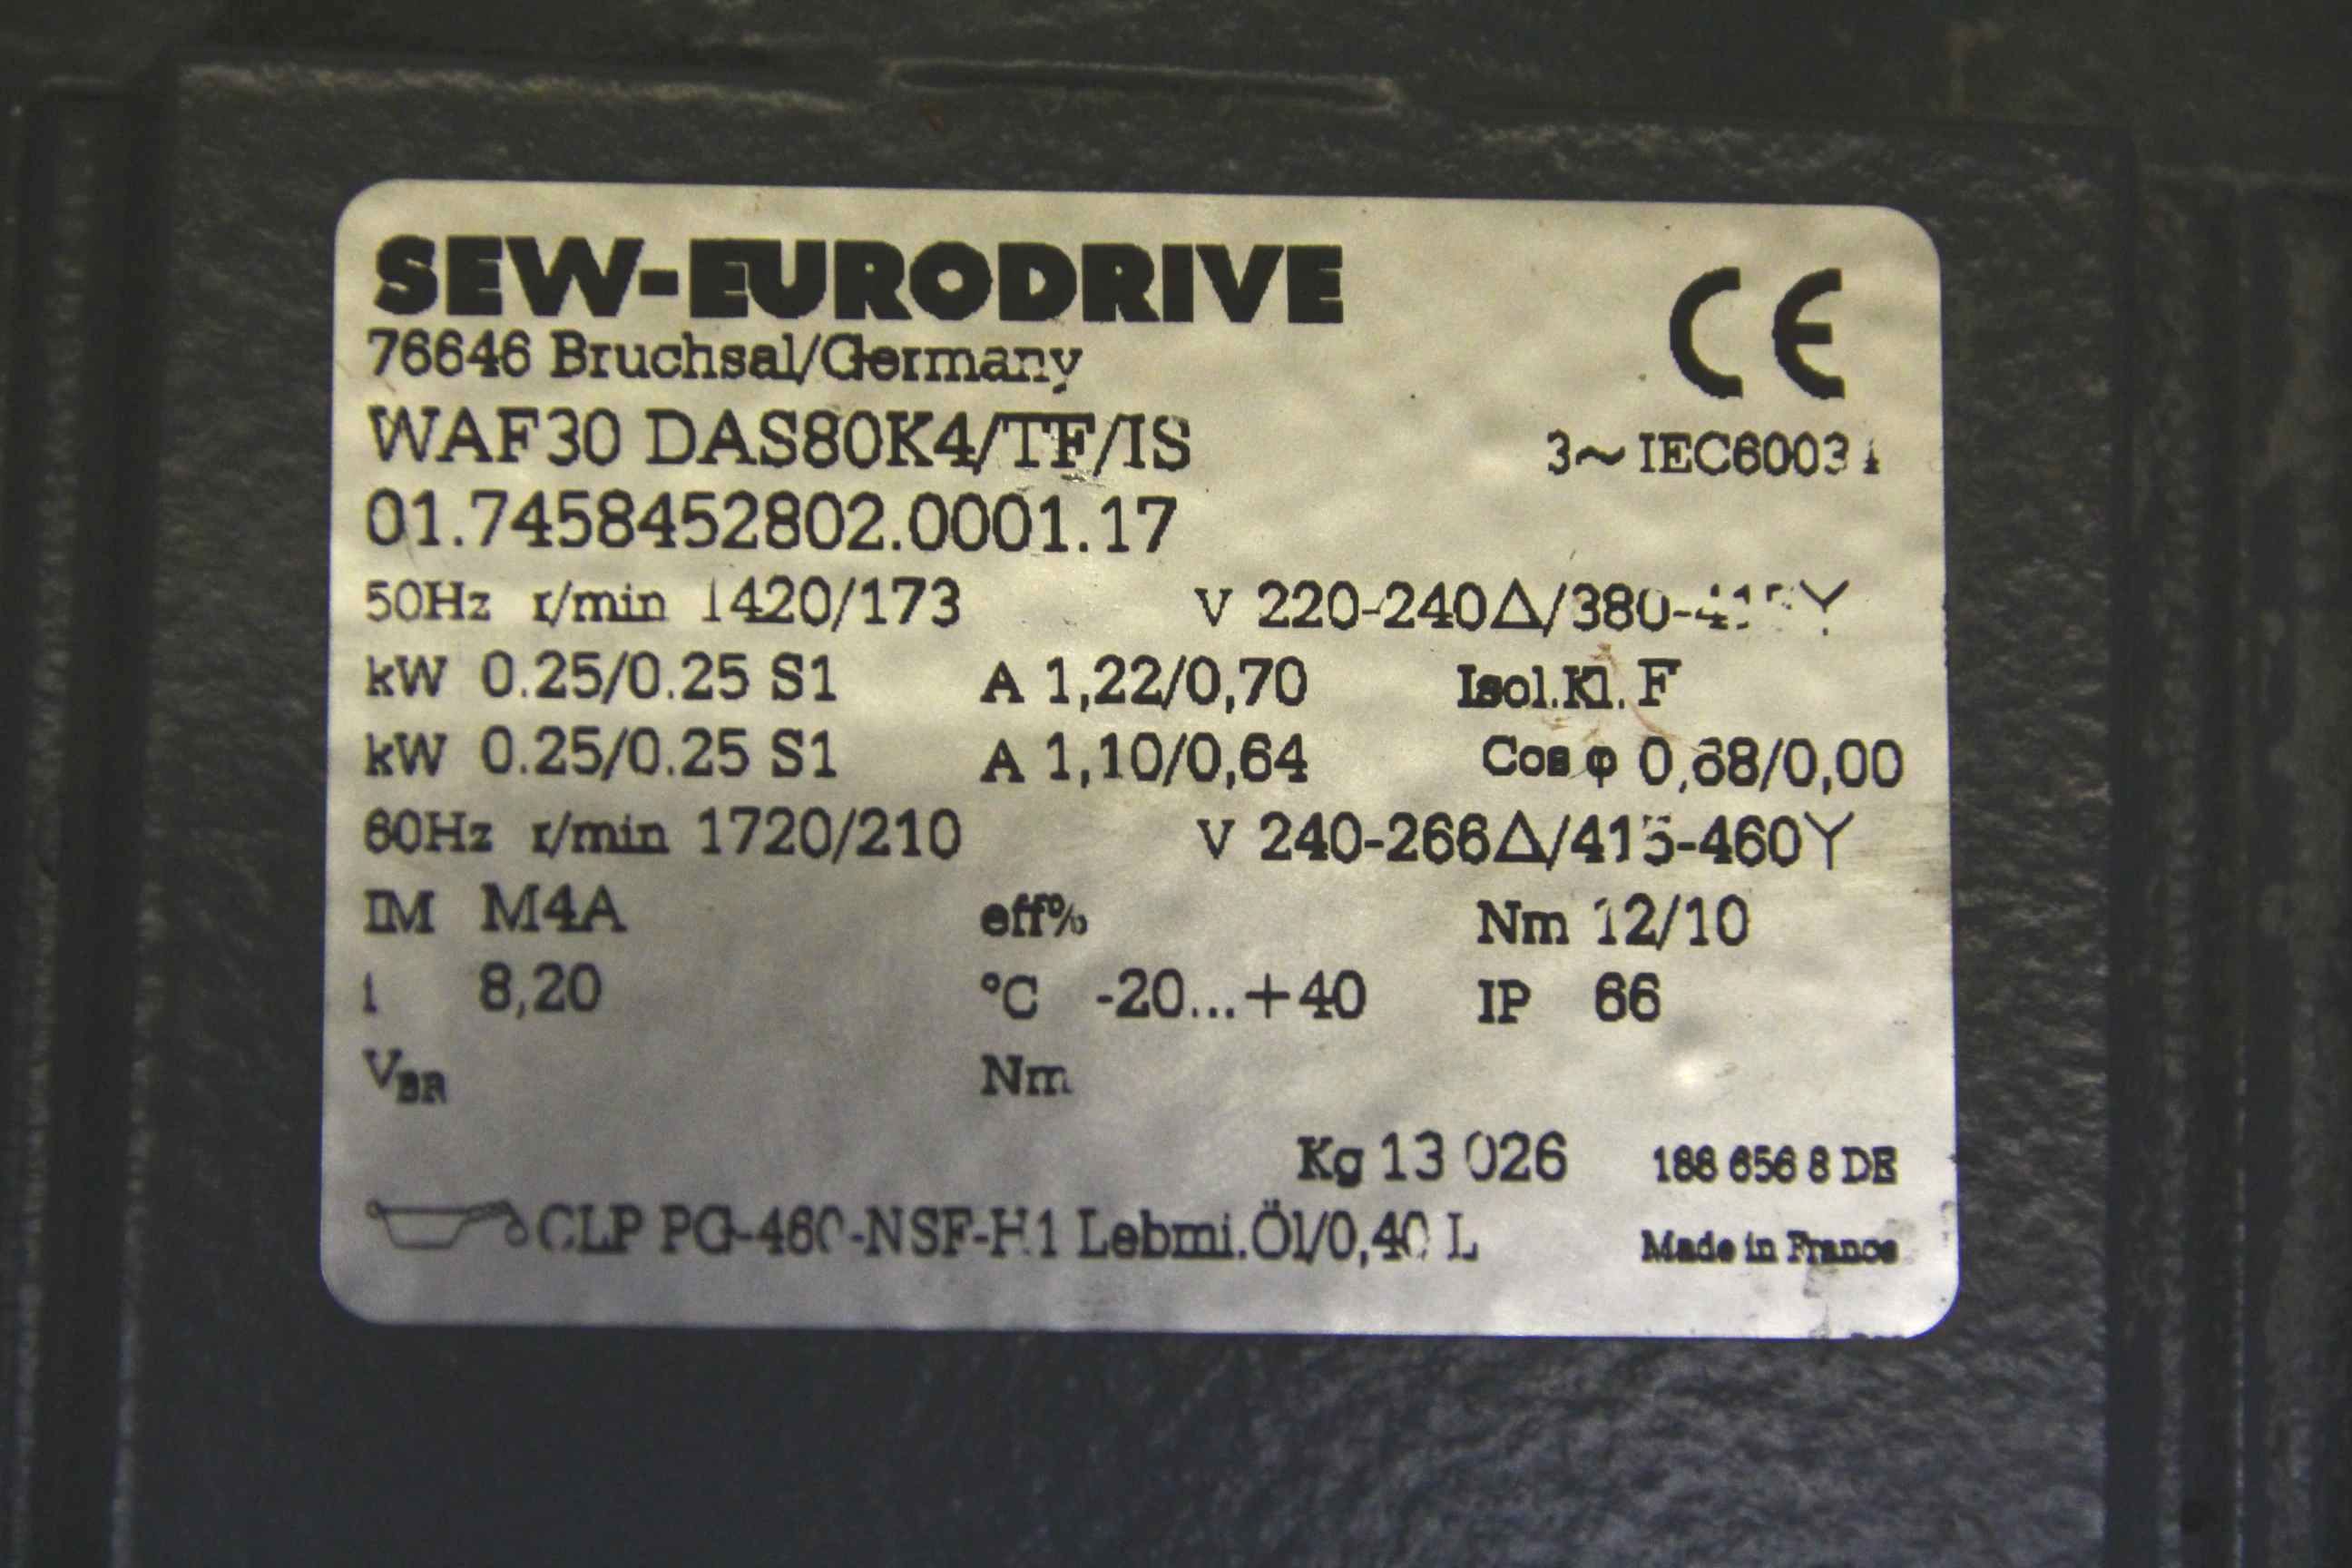 SEW-EURODRIVE
CE
76646 Bruchsal/Germany
WAF30 DAS80K4/TF/IS
3~ IEC60034
01.7458452802.0001.17
50Hz r/min 1420/173 V 220-240Δ/380-415Y
kW 0.25/0.25 S1 A 1,22/0,70 Isol.Kl. F
kW 0.25/0.25 S1 A 1,10/0,64 Cos φ 0,68/0,00
60Hz r/min 1720/210 V 240-266Δ/415-460Y
IM M4A eff% Nm 12/10
i 8,20 °C -20...+40 IP 66
VBR Nm
Kg 13 026 188 656 8 DE
CLP PG-460-NSF-H1 Lebmi.Öl/0,40 L Made in France